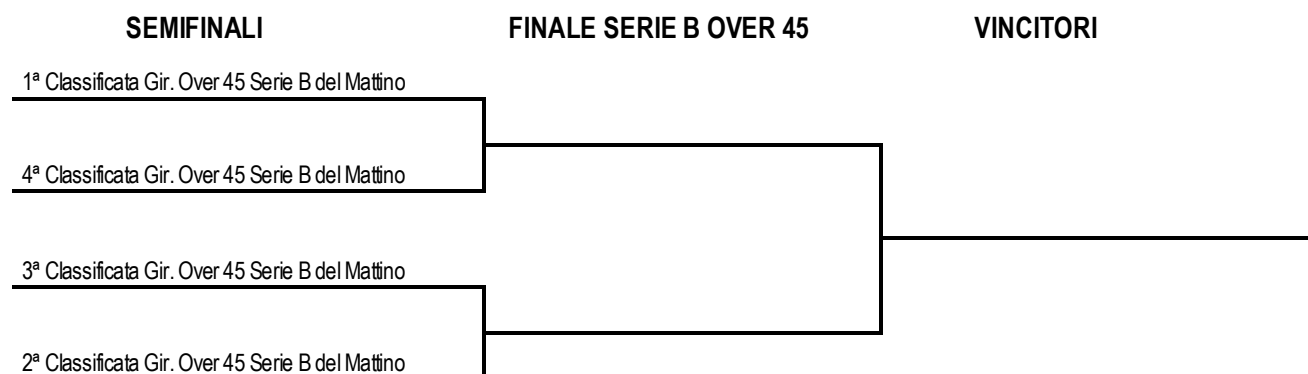 SEMIFINALI FINALE SERIE B OVER 45 VINCITORI
1ª Classificata Gir. Over 45 Serie B del Mattino
4ª Classificata Gir. Over 45 Serie B del Mattino
3ª Classificata Gir. Over 45 Serie B del Mattino
2ª Classificata Gir. Over 45 Serie B del Mattino